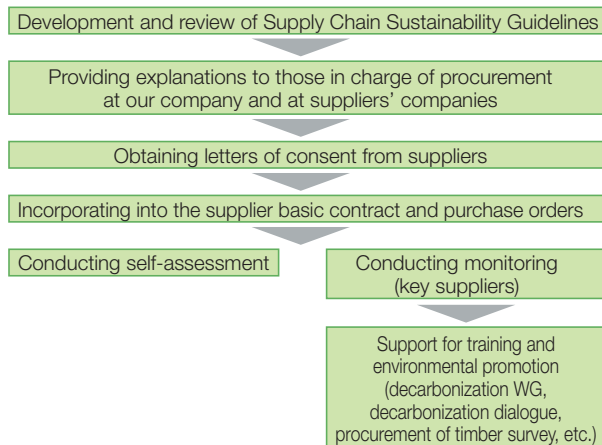 Development and review of Supply Chain Sustainability Guidelines
Providing explanations to those in charge of procurement
at our company and at suppliers’ companies
Obtaining letters of consent from suppliers
Incorporating into the supplier basic contract and purchase orders
Conducting self-assessment
Conducting monitoring
(key suppliers)
Support for training and
environmental promotion
(decarbonization WG,
decarbonization dialogue,
procurement of timber survey, etc.)